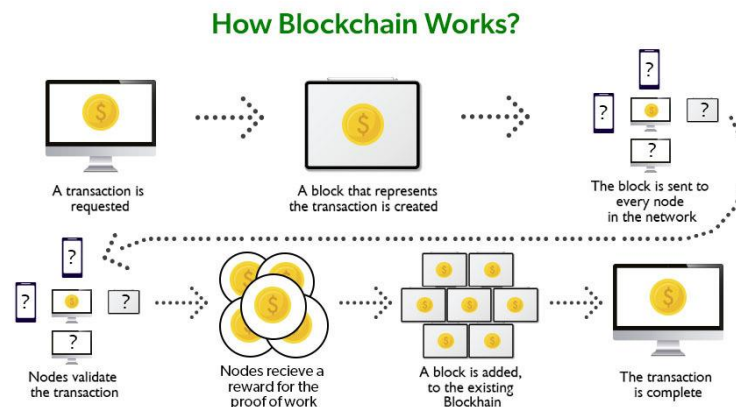 How Blockchain Works?
A transaction is
requested
A block that represents
the transaction is created
The block is sent to
every node
in the network
Nodes validate
the transaction
Nodes recieve a
reward for the
proof of work
A block is added,
to the existing
Blockhain
The transaction
is complete
$
$
?
?
$
?
?
?
?
$
?
?
$
$
$
$
$
$
$
$
$
$
$
$
$